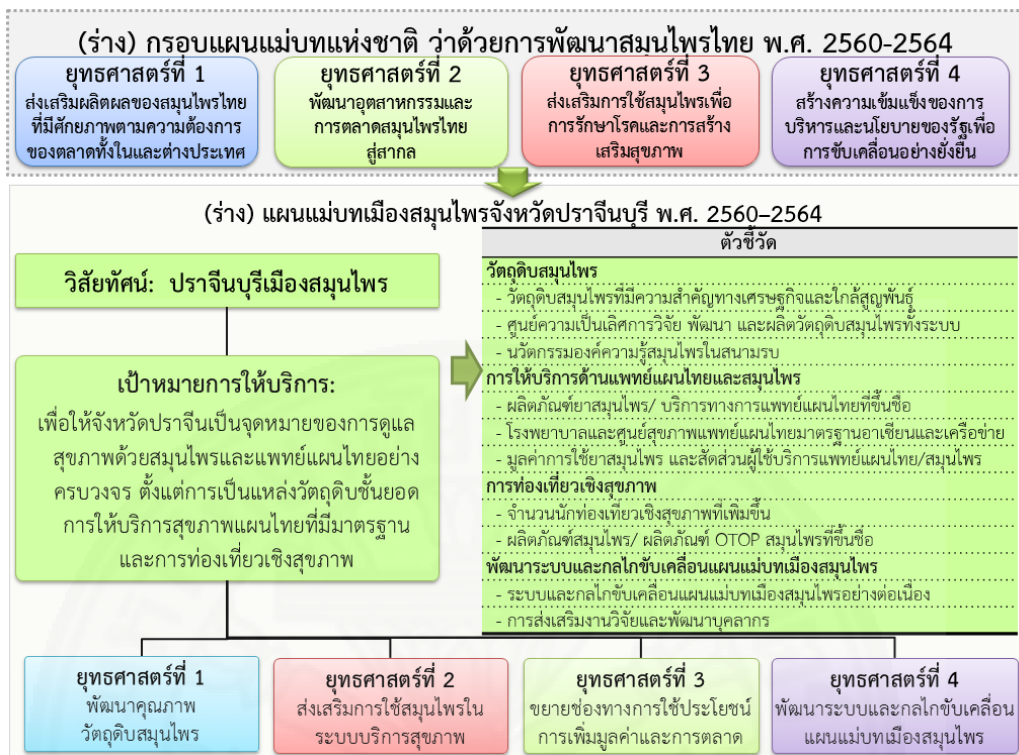 (ร่าง) กรอบแผนแม่บทแห่งชาติ ว่าด้วยการพัฒนาสมุนไพรไทย พ.ศ. 2560-2564
ยุทธศาสตร์ที่ 1
ส่งเสริมผลิตผลของสมุนไพรไทย
ที่มีศักยภาพตามความต้องการ
ของตลาดทั้งในและต่างประเทศ
ยุทธศาสตร์ที่ 2
พัฒนาอุตสาหกรรมและ
การตลาดสมุนไพรไทย
สู่สากล
ยุทธศาสตร์ที่ 3
ส่งเสริมการใช้สมุนไพรเพื่อ
การรักษาโรคและการสร้าง
เสริมสุขภาพ
ยุทธศาสตร์ที่ 4
สร้างความเข้มแข็งของการ
บริหารและนโยบายของรัฐเพื่อ
การขับเคลื่อนอย่างยั่งยืน
(ร่าง) แผนแม่บทเมืองสมุนไพรจังหวัดปราจีนบุรี พ.ศ. 2560–2564
วิสัยทัศน์: ปราจีนบุรีเมืองสมุนไพร
เป้าหมายการให้บริการ:
เพื่อให้จังหวัดปราจีนเป็นจุดหมายของการดูแล
สุขภาพด้วยสมุนไพรและแพทย์แผนไทยอย่าง
ครบวงจร ตั้งแต่การเป็นแหล่งวัตถุดิบชั้นยอด
การให้บริการสุขภาพแผนไทยที่มีมาตรฐาน
และการท่องเที่ยวเชิงสุขภาพ
ตัวชี้วัด
วัตถุดิบสมุนไพร
- วัตถุดิบสมุนไพรที่มีความสำคัญทางเศรษฐกิจและใกล้สูญพันธุ์
- ศูนย์ความเป็นเลิศการวิจัย พัฒนา และผลิตวัตถุดิบสมุนไพรทั้งระบบ
- นวัตกรรมองค์ความรู้สมุนไพรในสนามรบ
การให้บริการด้านแพทย์แผนไทยและสมุนไพร
- ผลิตภัณฑ์ยาสมุนไพร/ บริการทางการแพทย์แผนไทยที่ขึ้นชื่อ
- โรงพยาบาลและศูนย์สุขภาพแพทย์แผนไทยมาตรฐานอาเซียนและเครือข่าย
- มูลค่าการใช้ยาสมุนไพร และสัดส่วนผู้ใช้บริการแพทย์แผนไทย/สมุนไพร
การท่องเที่ยวเชิงสุขภาพ
- จำนวนนักท่องเที่ยวเชิงสุขภาพที่เพิ่มขึ้น
- ผลิตภัณฑ์สมุนไพร/ ผลิตภัณฑ์ OTOP สมุนไพรที่ขึ้นชื่อ
พัฒนาระบบและกลไกขับเคลื่อนแผนแม่บทเมืองสมุนไพร
- ระบบและกลไกขับเคลื่อนแผนแม่บทเมืองสมุนไพรอย่างต่อเนื่อง
- การส่งเสริมงานวิจัยและพัฒนาบุคลากร
ยุทธศาสตร์ที่ 1
พัฒนาคุณภาพ
วัตถุดิบสมุนไพร
ยุทธศาสตร์ที่ 2
ส่งเสริมการใช้สมุนไพรใน
ระบบบริการสุขภาพ
ยุทธศาสตร์ที่ 3
ขยายช่องทางการใช้ประโยชน์
การเพิ่มมูลค่าและการตลาด
ยุทธศาสตร์ที่ 4
พัฒนาระบบและกลไกขับเคลื่อน
แผนแม่บทเมืองสมุนไพร